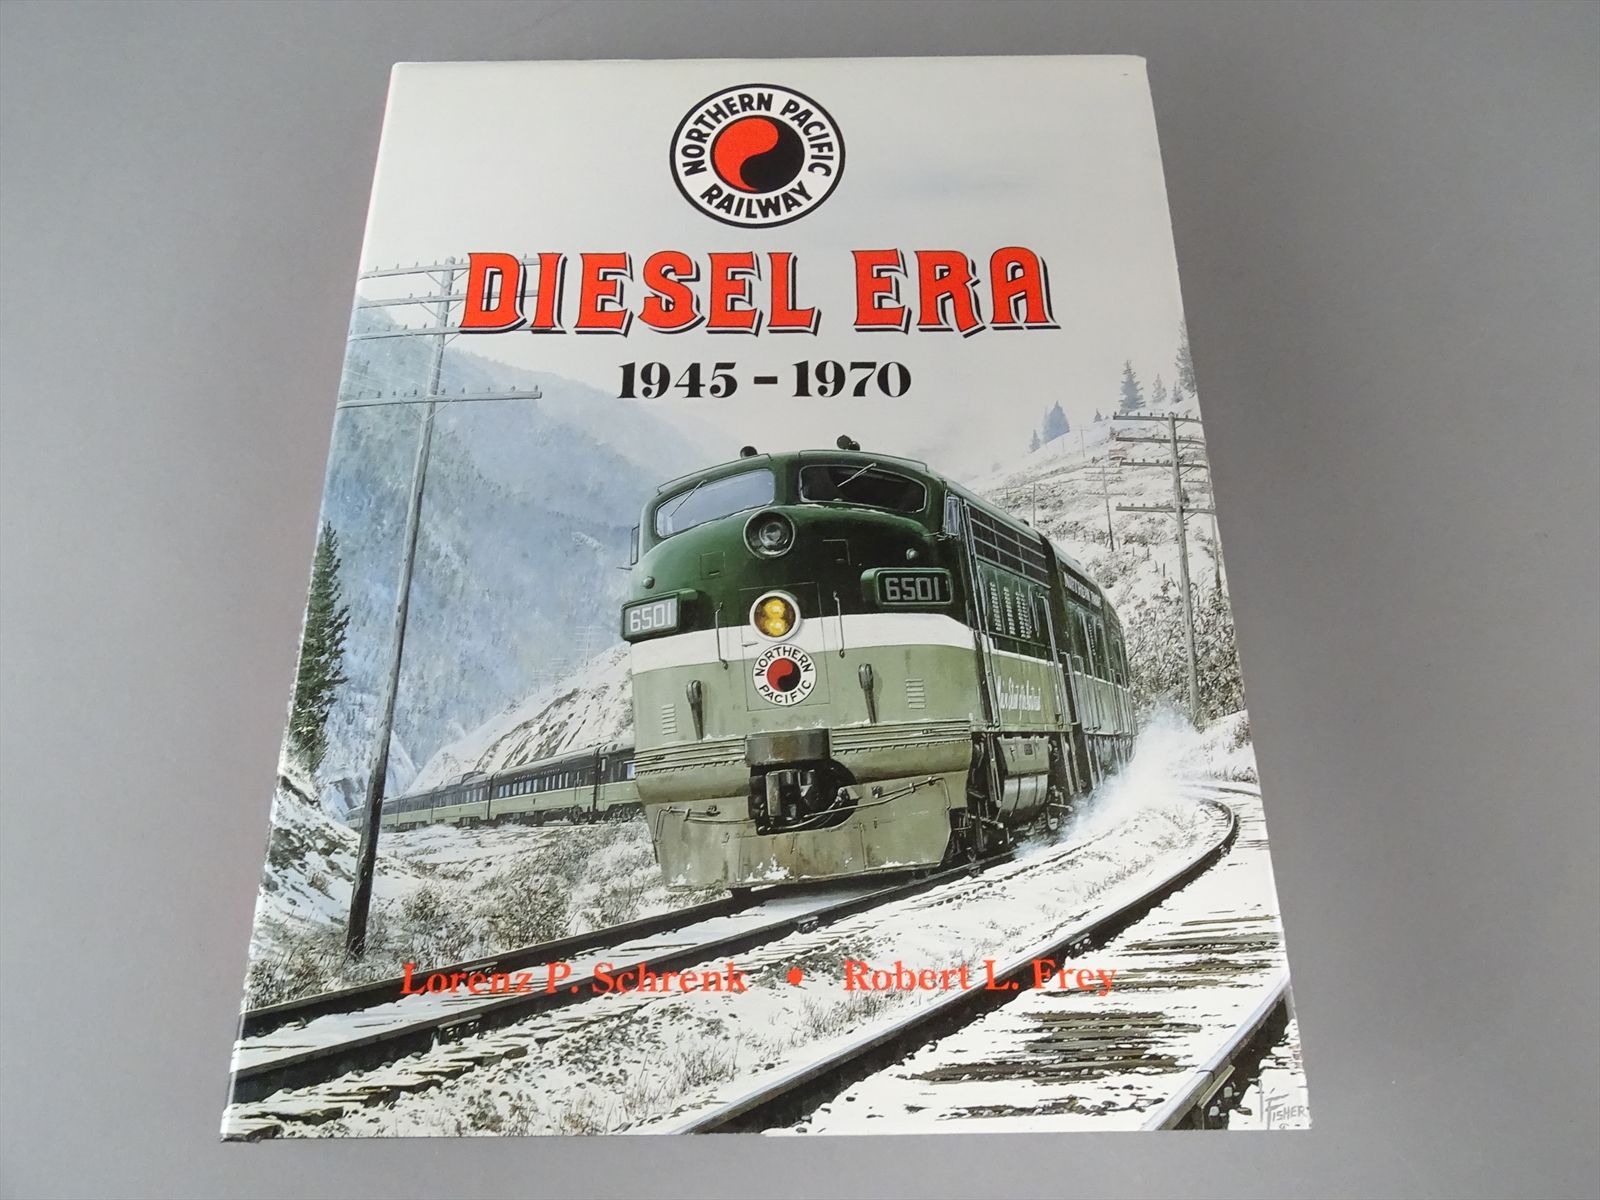 NORTHERN PACIFIC
RAILWAY
DIESEL ERA
1945-1970
6501
6501
NORTHERN
PACIFIC
Lorenz P. Schrenk • Robert L. Frey
FISHER